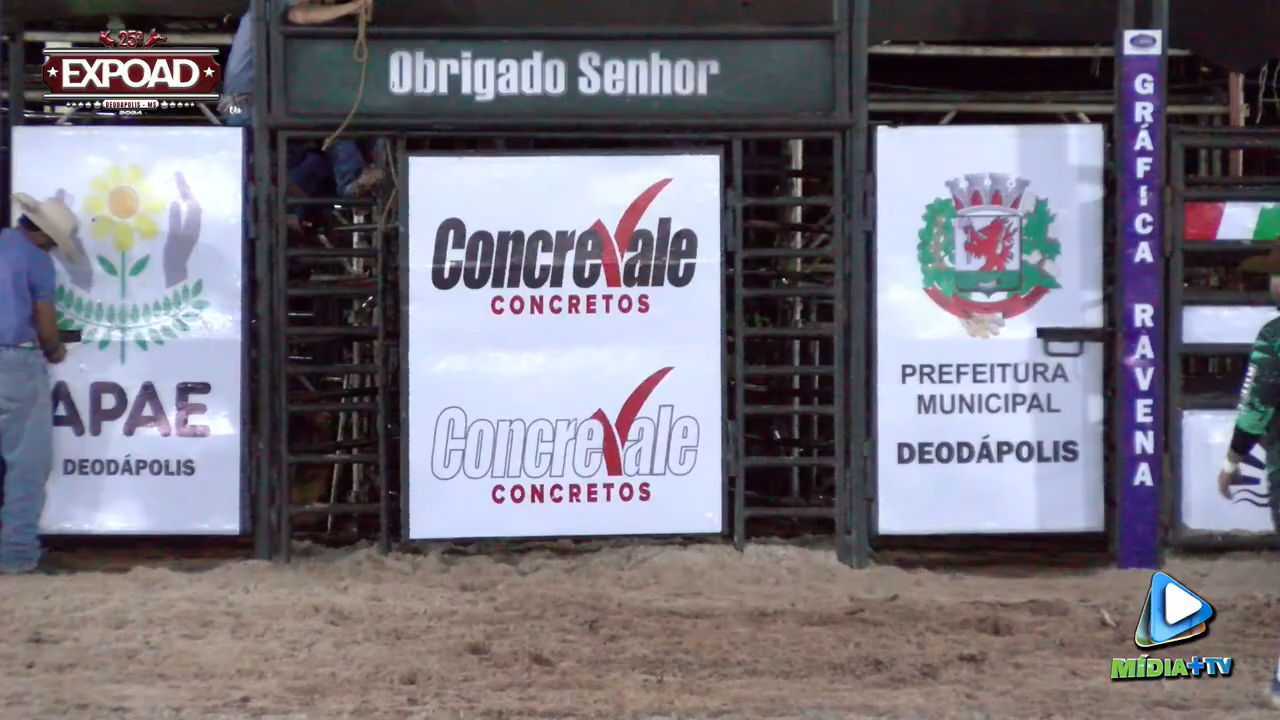 25ª
EXPOAD
DEODÁPOLIS - MS
2024
Obrigado Senhor
APAE
DEODÁPOLIS
ConcreVale
CONCRETOS
ConcreVale
CONCRETOS
PREFEITURA
MUNICIPAL
DEODÁPOLIS
GRÁFICA RAVENA
MÍDIA+TV